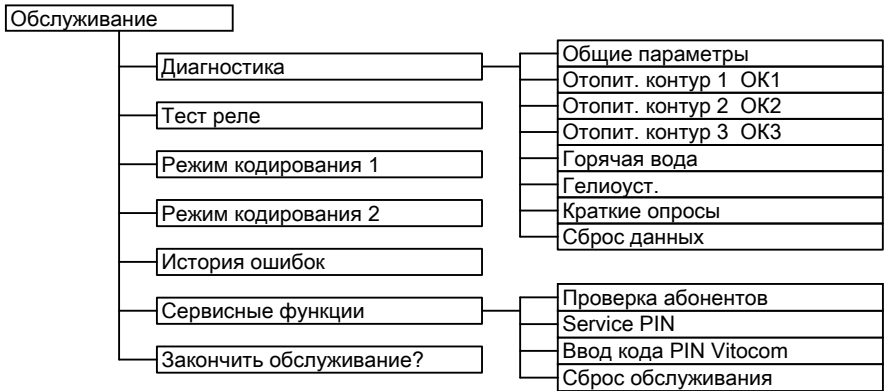 Обслуживание
Диагностика
Общие параметры
Отопит. контур 1 ОК1
Отопит. контур 2 ОК2
Отопит. контур 3 ОК3
Горячая вода
Гелиоуст.
Краткие опросы
Сброс данных
Тест реле
Режим кодирования 1
Режим кодирования 2
История ошибок
Сервисные функции
Проверка абонентов
Service PIN
Ввод кода PIN Vitocom
Сброс обслуживания
Закончить обслуживание?